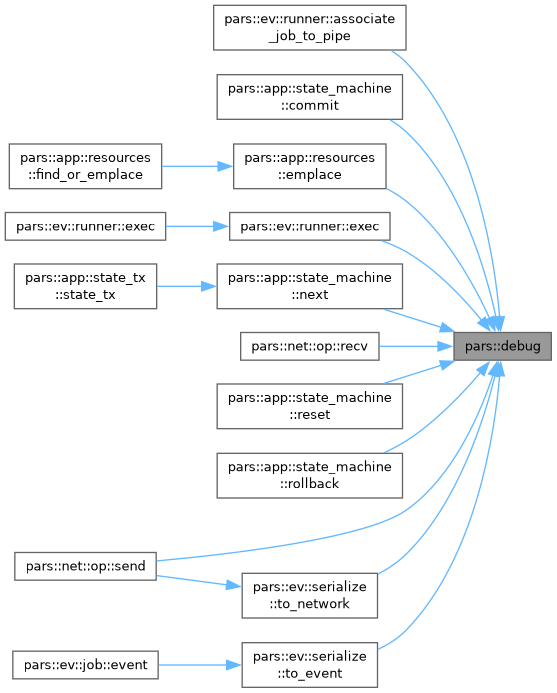 pars::ev::runner::associate
_job_to_pipe
pars::app::state_machine
::commit
pars::app::resources
::find_or_emplace
pars::app::resources
::emplace
pars::ev::runner::exec
pars::ev::runner::exec
pars::app::state_tx
::state_tx
pars::app::state_machine
::next
pars::net::op::recv
pars::debug
pars::app::state_machine
::reset
pars::app::state_machine
::rollback
pars::net::op::send
pars::ev::serialize
::to_network
pars::ev::job::event
pars::ev::serialize
::to_event